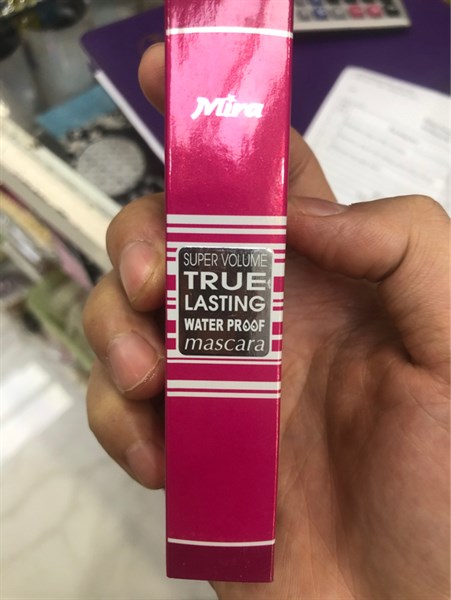 Mira
SUPER VOLUME
TRUE
LASTING
WATER PROOF
mascara